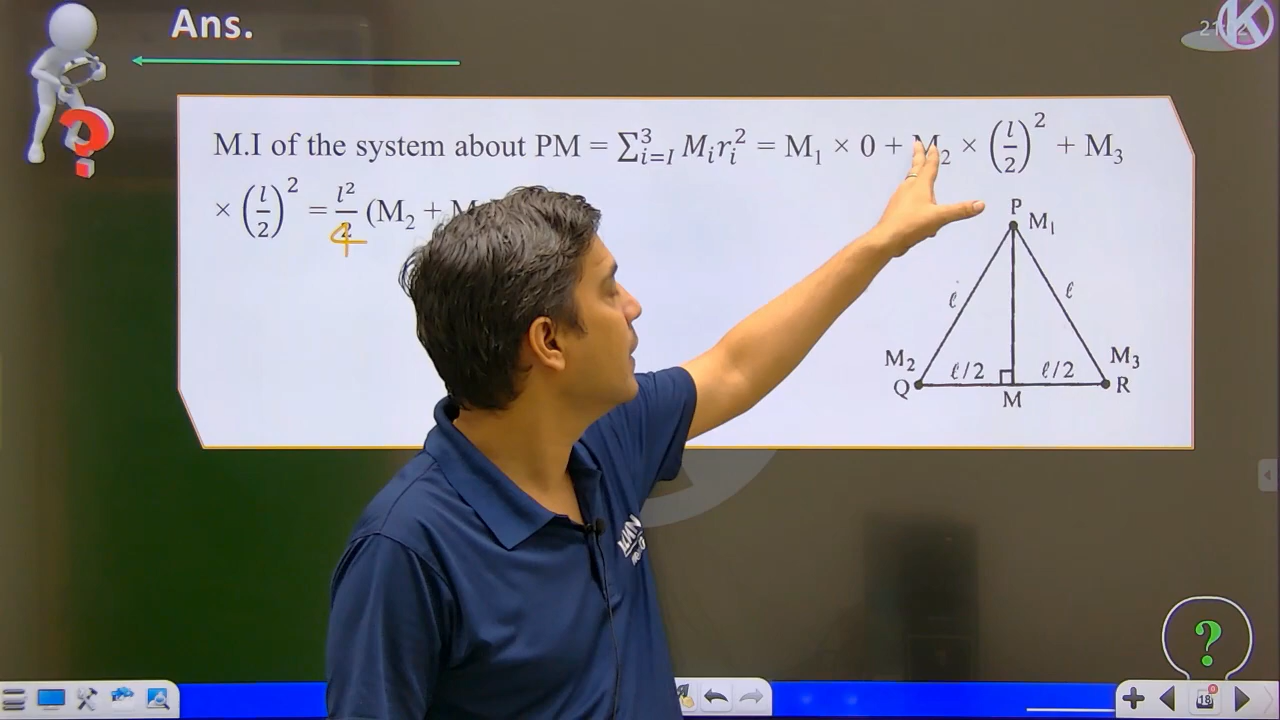 Ans.
M.I of the system about PM = ∑³ᵢ₌I Mᵢrᵢ² = M₁ × 0 + M₂ × (l/2)² + M₃
× (l/2)² = l²/ (M₂ +
4
P
M₁
ℓ
ℓ
M₂
M₃
Q
ℓ/2
ℓ/2
R
M
?
18